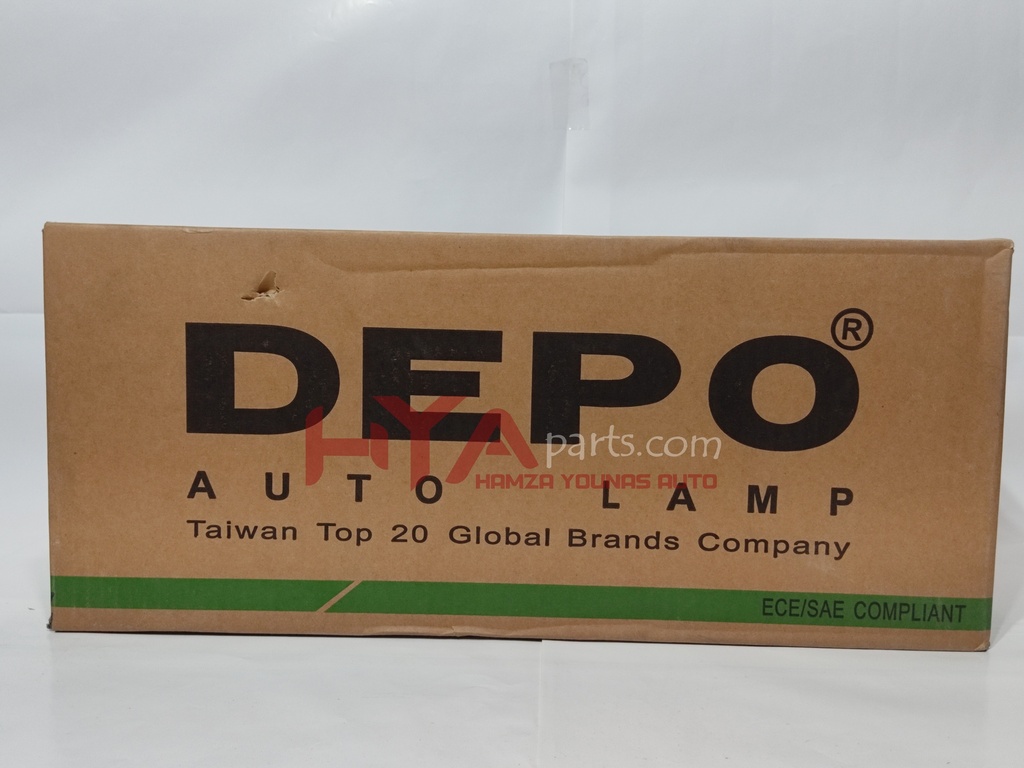 DEPO®
HYAparts.com
HAMZA YOUNAS AUTO
AUTO LAMP
Taiwan Top 20 Global Brands Company
ECE/SAE COMPLIANT